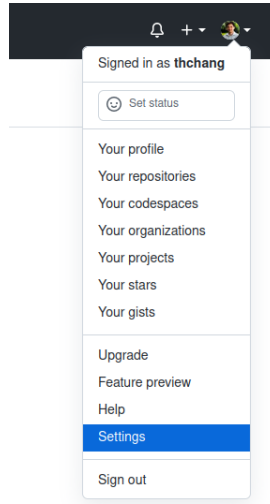 Signed in as thchang
Set status
Your profile
Your repositories
Your codespaces
Your organizations
Your projects
Your stars
Your gists
Upgrade
Feature preview
Help
Settings
Sign out